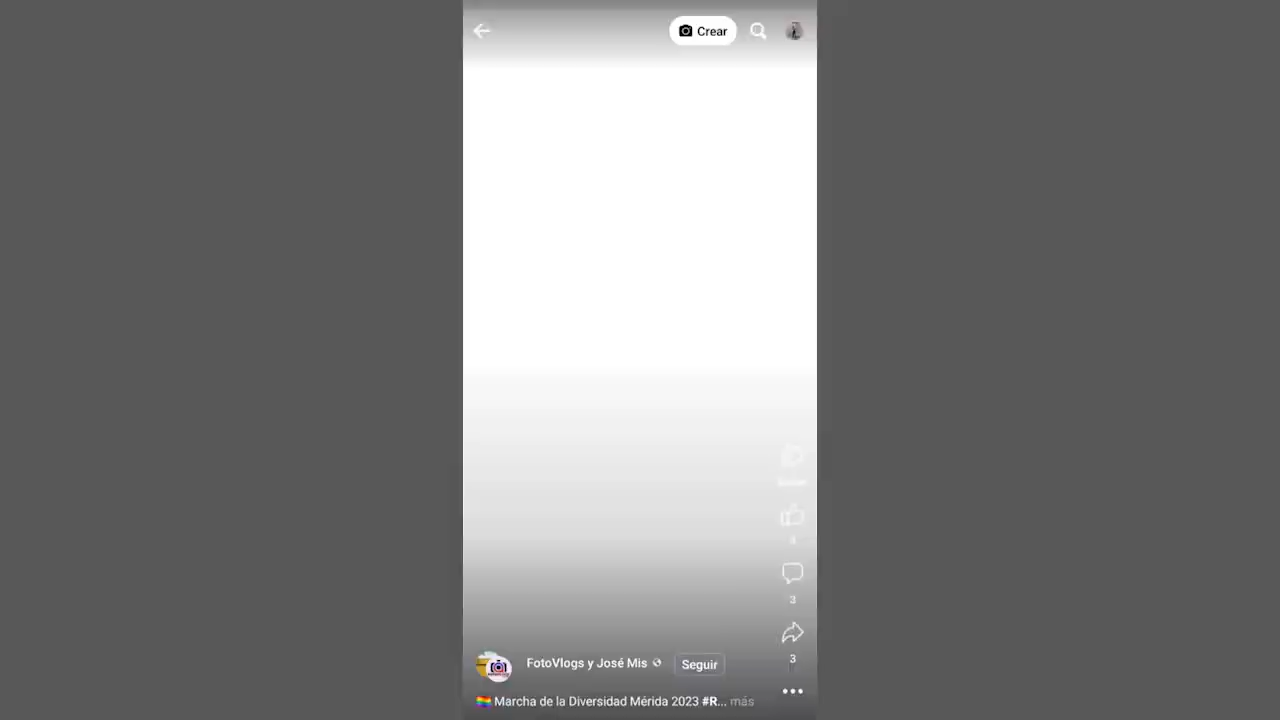 Crear
3
3
FotoVlogs y José Mis
Seguir
🏳️‍🌈 Marcha de la Diversidad Mérida 2023 #R... más